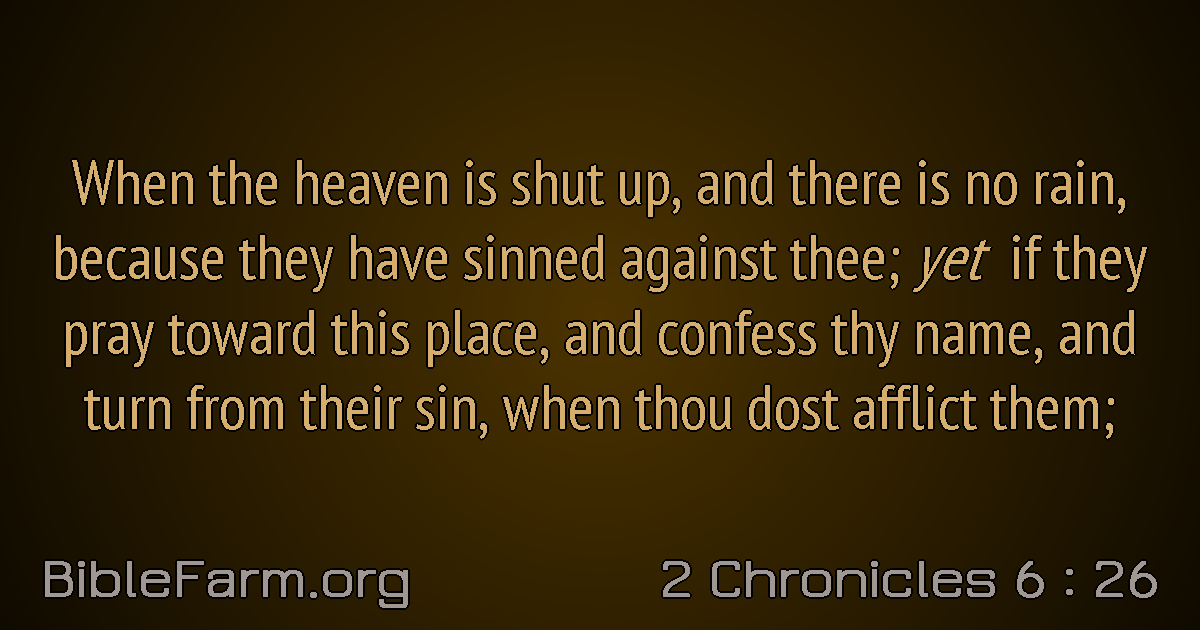 When the heaven is shut up, and there is no rain,
because they have sinned against thee; yet if they
pray toward this place, and confess thy name, and
turn from their sin, when thou dost afflict them;
BibleFarm.org
2 Chronicles 6 : 26